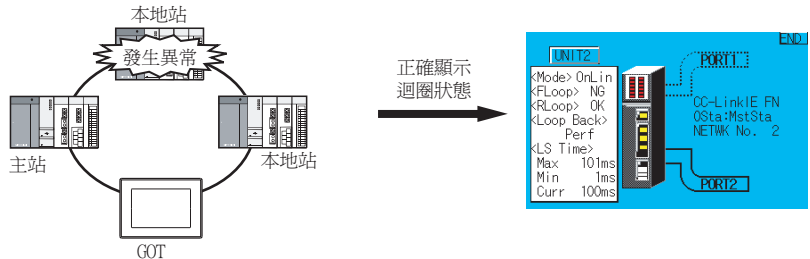 本地站
發生異常
主站
本地站
GOT
正確顯示
迴圈狀態
END
UNIT2
PORT1
<Mode> OnLin
<FLoop> NG
<RLoop> OK
<Loop Back>
Perf
<LS Time>
Max 101ms
Min 1ms
Curr 100ms
CC-LinkIE FN
0Sta:MstSta
NETWK No. 2
PORT2